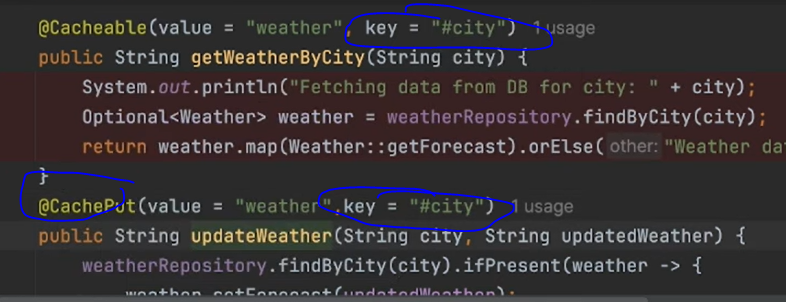 @Cacheable(value = "weather", key = "#city") 1 usage
public String getWeatherByCity(String city) {
System.out.println("Fetching data from DB for city: " + city);
Optional<Weather> weather = weatherRepository.findByCity(city);
return weather.map(Weather::getForecast).orElse( other: "Weather da
}
@CachePut(value = "weather", key = "#city") 1 usage
public String updateWeather(String city, String updatedWeather) {
weatherRepository.findByCity(city).ifPresent(weather -> {
weather.setForecast(updatedWeather);